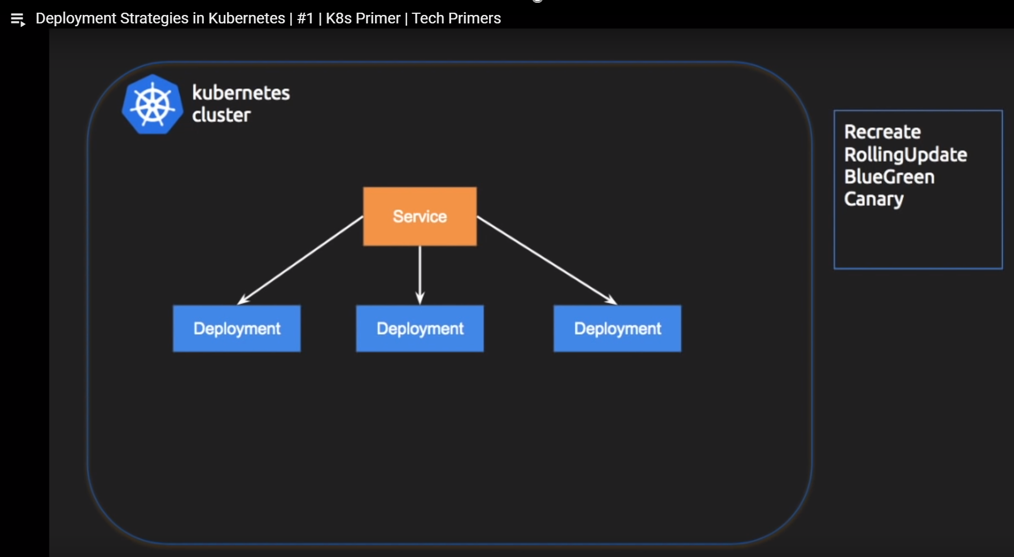 Deployment Strategies in Kubernetes | #1 | K8s Primer | Tech Primers
kubernetes
cluster
Recreate
RollingUpdate
BlueGreen
Canary
Service
Deployment
Deployment
Deployment